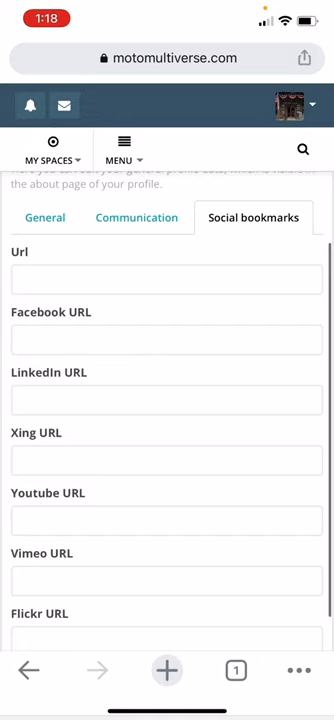 1:18
motomultiverse.com
MY SPACES
MENU
Here you can edit your general profile data, which is visible in
the about page of your profile.
General Communication Social bookmarks
Url
Facebook URL
LinkedIn URL
Xing URL
Youtube URL
Vimeo URL
Flickr URL
1